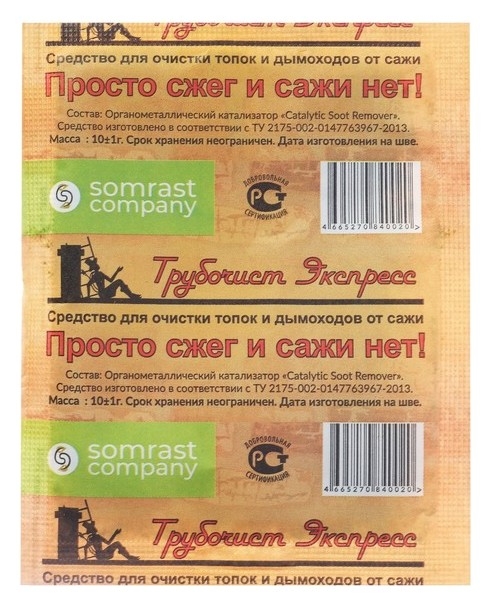 Трубочист Экспресс
Средство для очистки топок и дымоходов от сажи
Просто сжег и сажи нет!
Состав: Органометаллический катализатор «Catalytic Soot Remover».
Средство изготовлено в соответствии с ТУ 2175-002-0147763967-2013.
Масса : 10±1г. Срок хранения неограничен. Дата изготовления на шве.
somrast
company
ДОБРОВОЛЬНАЯ
РСТ
СЕРТИФИКАЦИЯ
4 665270 840020 >
Трубочист Экспресс
Средство для очистки топок и дымоходов от сажи
Просто сжег и сажи нет!
Состав: Органометаллический катализатор «Catalytic Soot Remover».
Средство изготовлено в соответствии с ТУ 2175-002-0147763967-2013.
Масса : 10±1г. Срок хранения неограничен. Дата изготовления на шве.
somrast
company
ДОБРОВОЛЬНАЯ
РСТ
СЕРТИФИКАЦИЯ
4 665270 840020 >
Трубочист Экспресс
Средство для очистки топок и дымоходов от сажи